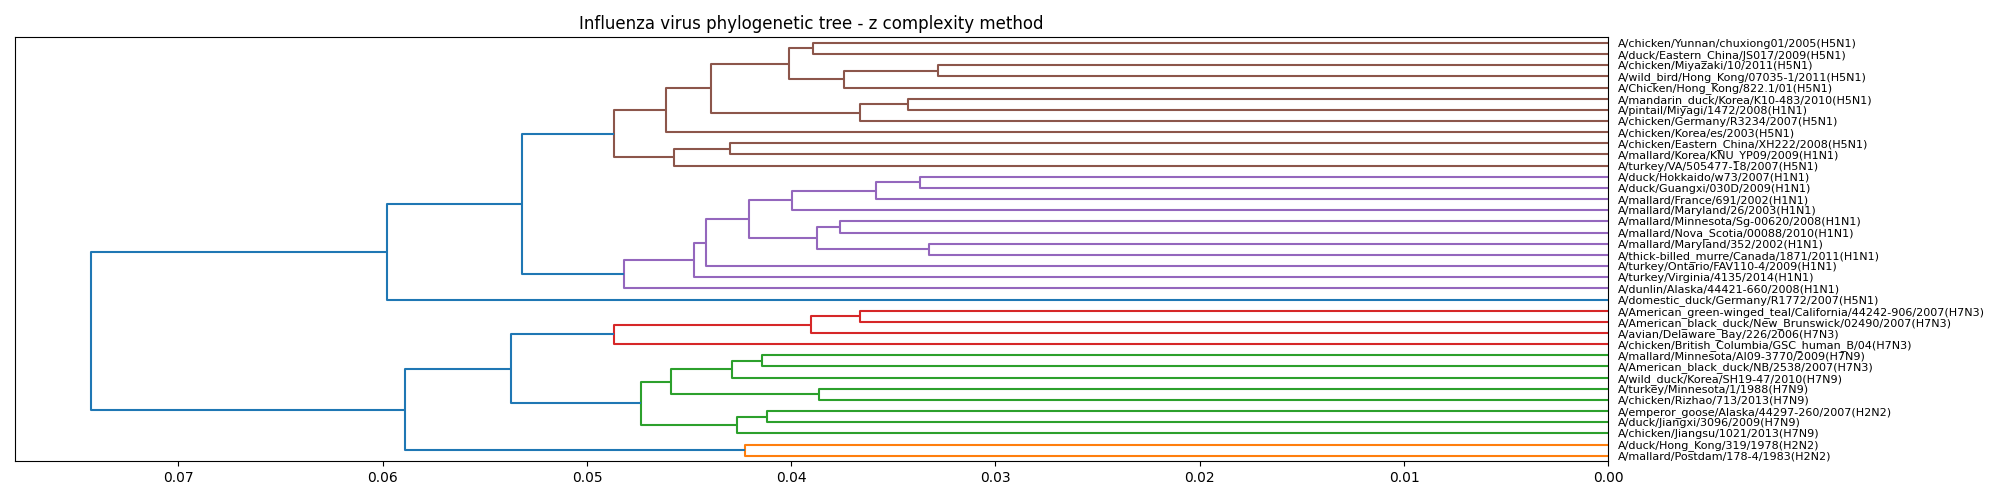 Influenza virus phylogenetic tree - z complexity method
A/chicken/Yunnan/chuxiong01/2005(H5N1)
A/duck/Eastern_China/JS017/2009(H5N1)
A/chicken/Miyazaki/10/2011(H5N1)
A/wild_bird/Hong_Kong/07035-1/2011(H5N1)
A/Chicken/Hong_Kong/822.1/01(H5N1)
A/mandarin_duck/Korea/K10-483/2010(H5N1)
A/pintail/Miyagi/1472/2008(H1N1)
A/chicken/Germany/R3234/2007(H5N1)
A/chicken/Korea/es/2003(H5N1)
A/chicken/Eastern_China/XH222/2008(H5N1)
A/mallard/Korea/KNU_YP09/2009(H1N1)
A/turkey/VA/505477-18/2007(H5N1)
A/duck/Hokkaido/w73/2007(H1N1)
A/duck/Guangxi/030D/2009(H1N1)
A/mallard/France/691/2002(H1N1)
A/mallard/Maryland/26/2003(H1N1)
A/mallard/Minnesota/Sg-00620/2008(H1N1)
A/mallard/Nova_Scotia/00088/2010(H1N1)
A/mallard/Maryland/352/2002(H1N1)
A/thick-billed_murre/Canada/1871/2011(H1N1)
A/turkey/Ontario/FAV110-4/2009(H1N1)
A/turkey/Virginia/4135/2014(H1N1)
A/dunlin/Alaska/44421-660/2008(H1N1)
A/domestic_duck/Germany/R1772/2007(H5N1)
A/American_green-winged_teal/California/44242-906/2007(H7N3)
A/American_black_duck/New_Brunswick/02490/2007(H7N3)
A/avian/Delaware_Bay/226/2006(H7N3)
A/chicken/British_Columbia/GSC_human_B/04(H7N3)
A/mallard/Minnesota/AI09-3770/2009(H7N9)
A/American_black_duck/NB/2538/2007(H7N3)
A/wild_duck/Korea/SH19-47/2010(H7N9)
A/turkey/Minnesota/1/1988(H7N9)
A/chicken/Rizhao/713/2013(H7N9)
A/emperor_goose/Alaska/44297-260/2007(H2N2)
A/duck/Jiangxi/3096/2009(H7N9)
A/chicken/Jiangsu/1021/2013(H7N9)
A/duck/Hong_Kong/319/1978(H2N2)
A/mallard/Postdam/178-4/1983(H2N2)
0.07 0.06 0.05 0.04 0.03 0.02 0.01 0.00